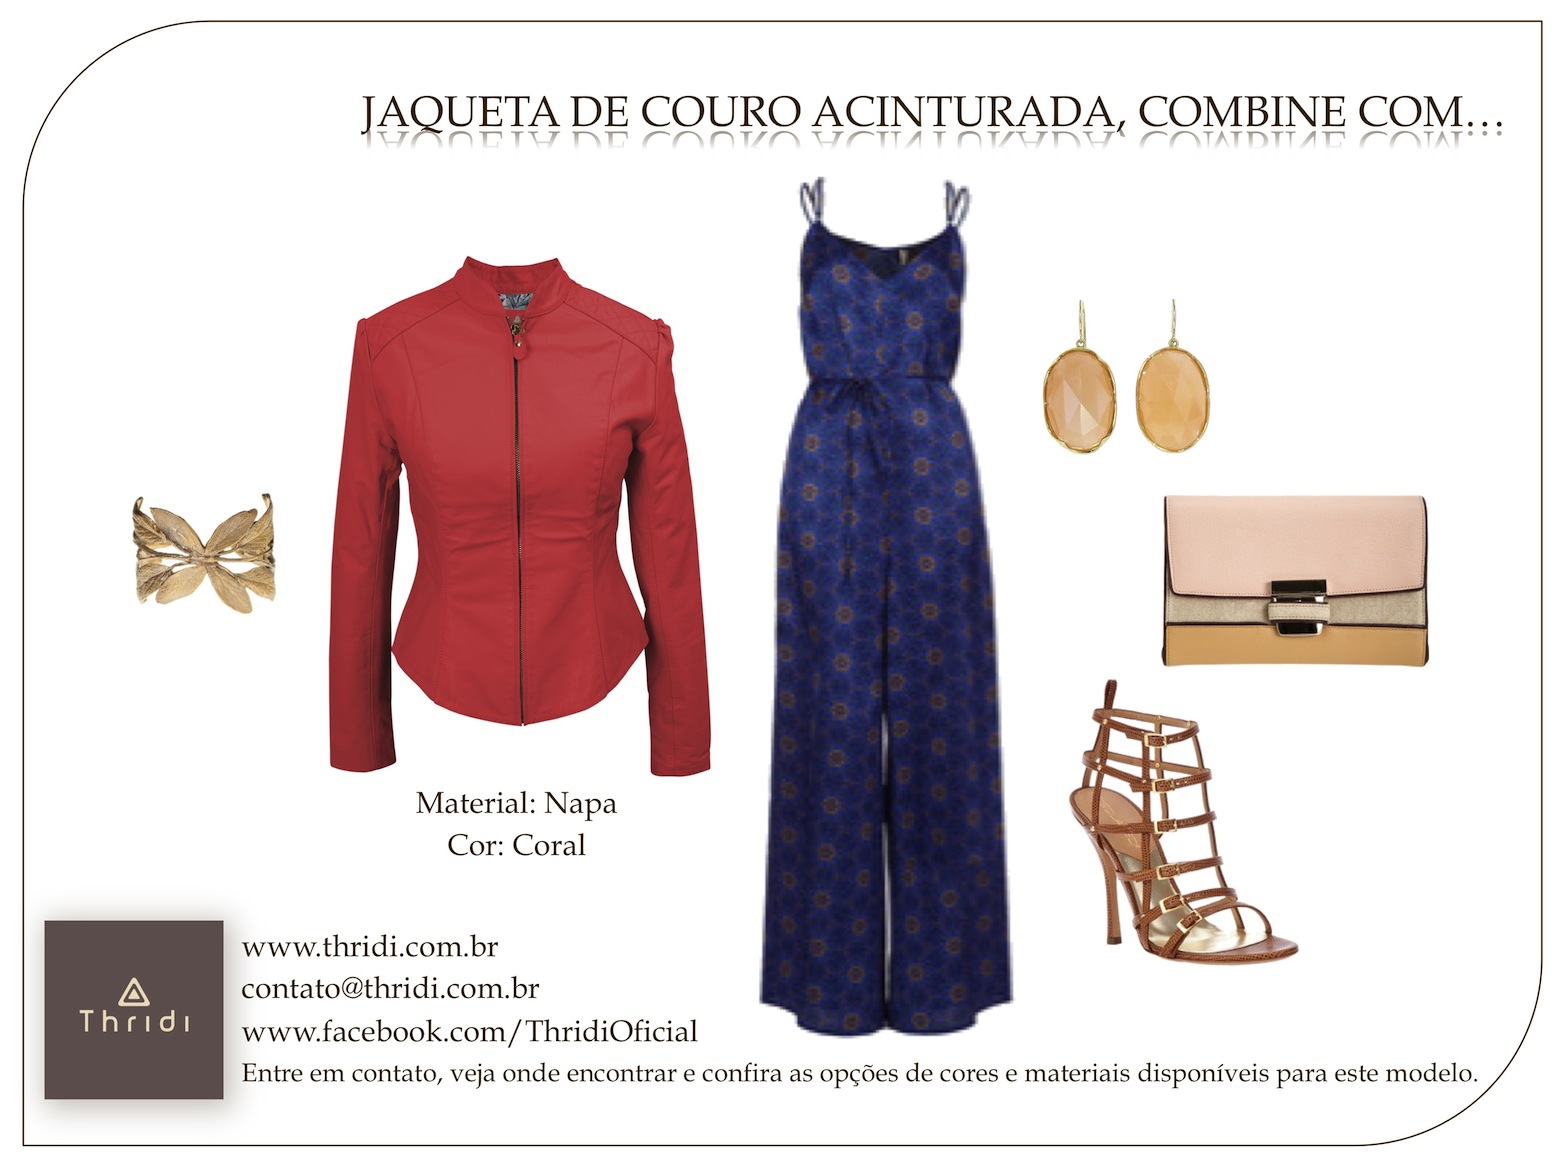 JAQUETA DE COURO ACINTURADA, COMBINE COM...
Material: Napa
Cor: Coral
Thridi
www.thridi.com.br
contato@thridi.com.br
www.facebook.com/ThridiOficial
Entre em contato, veja onde encontrar e confira as opções de cores e materiais disponíveis para este modelo.